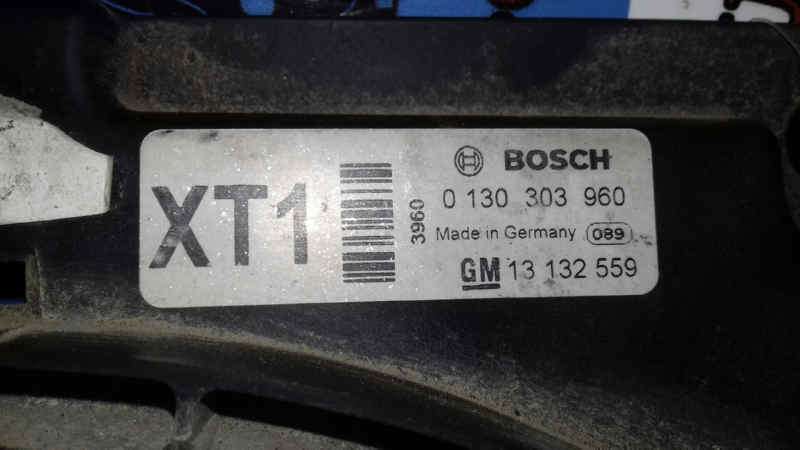 XT1
3960
BOSCH
0 130 303 960
Made in Germany 089
GM 13 132 559